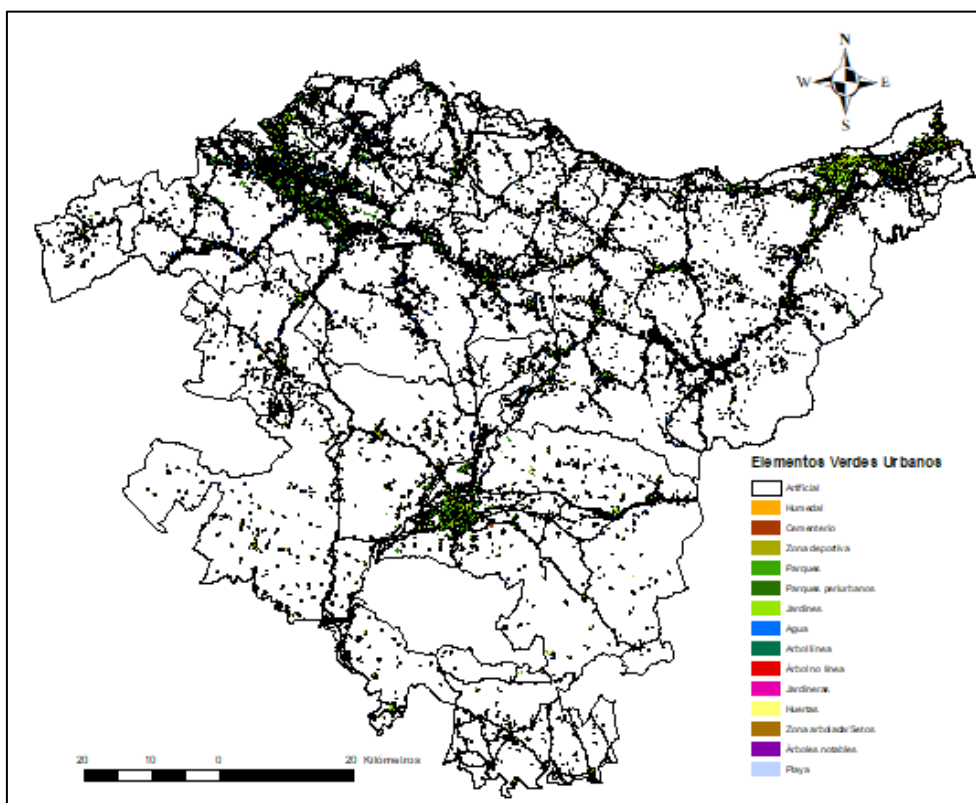 N
W E
S
Elementos Verdes Urbanos
Artificial
Humedal
Cementerio
Zona deportiva
Parques
Parques periurbanos
Jardines
Agua
Arbol línea
Árbol no línea
Jardineras
Huertas
Zona arbolada/Setos
Árboles notables
Playa
20 10 0 20 Kilómetros